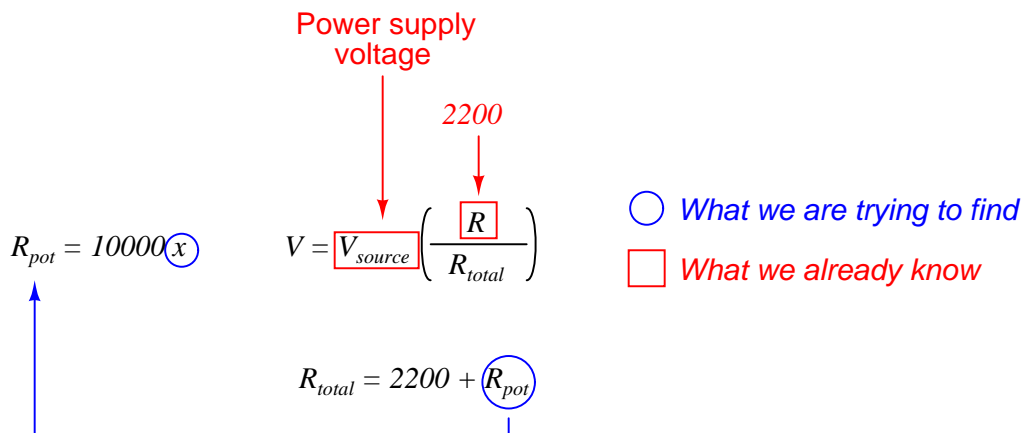 Power supply
voltage
2200
R_pot = 10000 x
V = V_source ( R / R_total )
R_total = 2200 + R_pot
What we are trying to find
What we already know